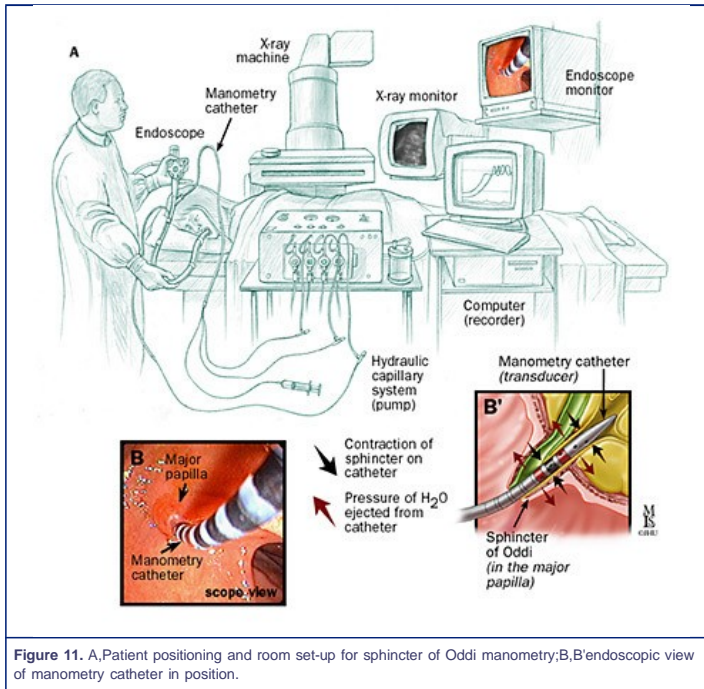 A
X-ray
machine
Manometry
catheter
Endoscope
X-ray monitor
Endoscope
monitor
Computer
(recorder)
Hydraulic
capillary
system
(pump)
B
Major
papilla
Manometry
catheter
scope view
Contraction of
sphincter on
catheter
Pressure of H2O
ejected from
catheter
Manometry catheter
(transducer)
B'
Sphincter
of Oddi
(in the major
papilla)
Figure 11. A,Patient positioning and room set-up for sphincter of Oddi manometry;B,B'endoscopic view
of manometry catheter in position.